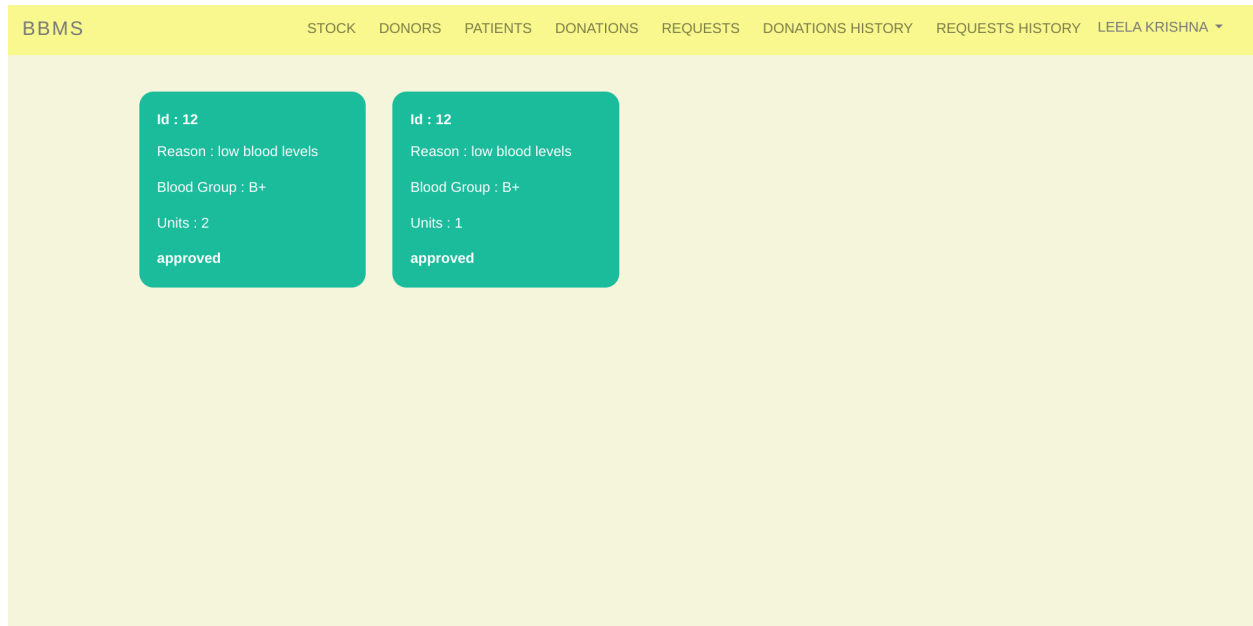 BBMS STOCK DONORS PATIENTS DONATIONS REQUESTS DONATIONS HISTORY REQUESTS HISTORY LEELA KRISHNA
Id : 12
Reason : low blood levels
Blood Group : B+
Units : 2
approved
Id : 12
Reason : low blood levels
Blood Group : B+
Units : 1
approved